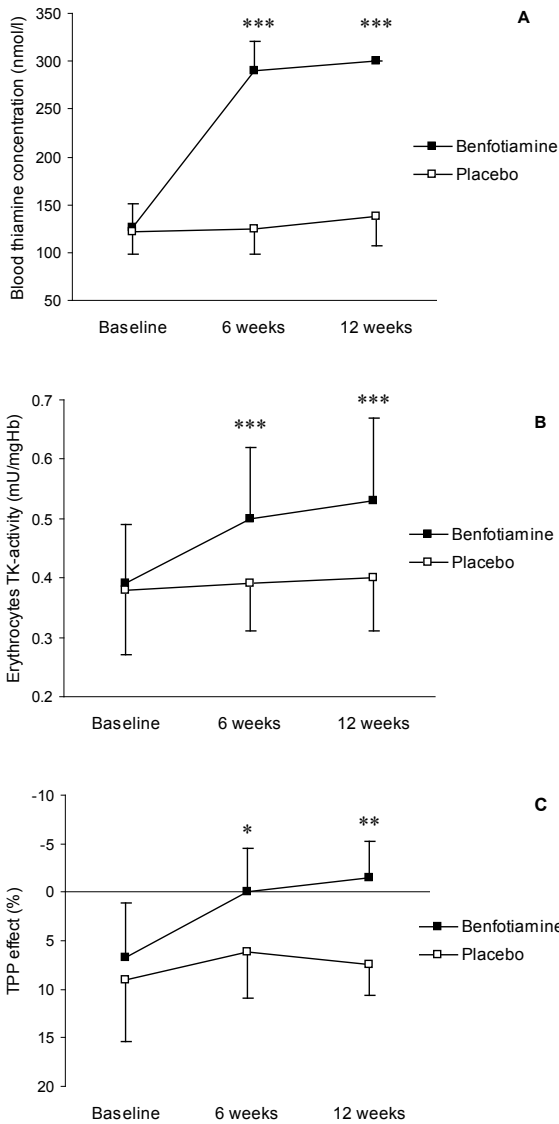 A
Blood thiamine concentration (nmol/l)
350
300
250
200
150
100
50
***
***
Benfotiamine
Placebo
Baseline
6 weeks
12 weeks
B
Erythrocytes TK-activity (mU/mgHb)
0.7
0.6
0.5
0.4
0.3
0.2
***
***
Benfotiamine
Placebo
Baseline
6 weeks
12 weeks
C
TPP effect (%)
-10
-5
0
5
10
15
20
*
**
Benfotiamine
Placebo
Baseline
6 weeks
12 weeks